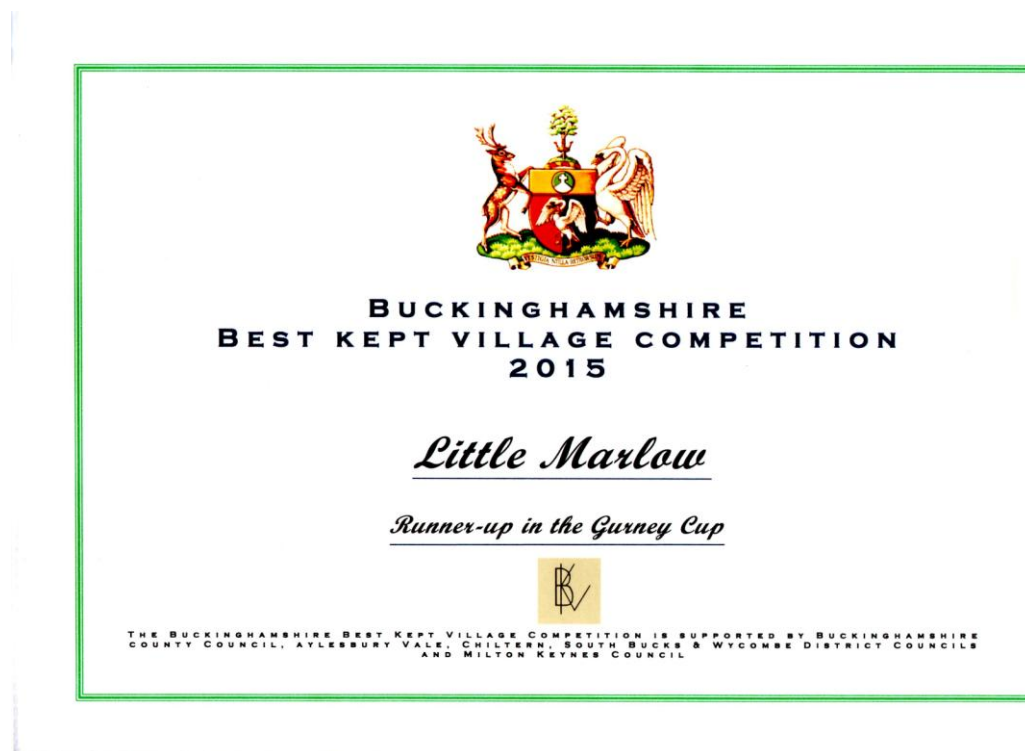 BUCKINGHAMSHIRE
BEST KEPT VILLAGE COMPETITION
2015
Little Marlow
Runner-up in the Gurney Cup
BKV
THE BUCKINGHAMSHIRE BEST KEPT VILLAGE COMPETITION IS SUPPORTED BY BUCKINGHAMSHIRE
COUNTY COUNCIL, AYLESBURY VALE, CHILTERN, SOUTH BUCKS & WYCOMBE DISTRICT COUNCILS
AND MILTON KEYNES COUNCIL